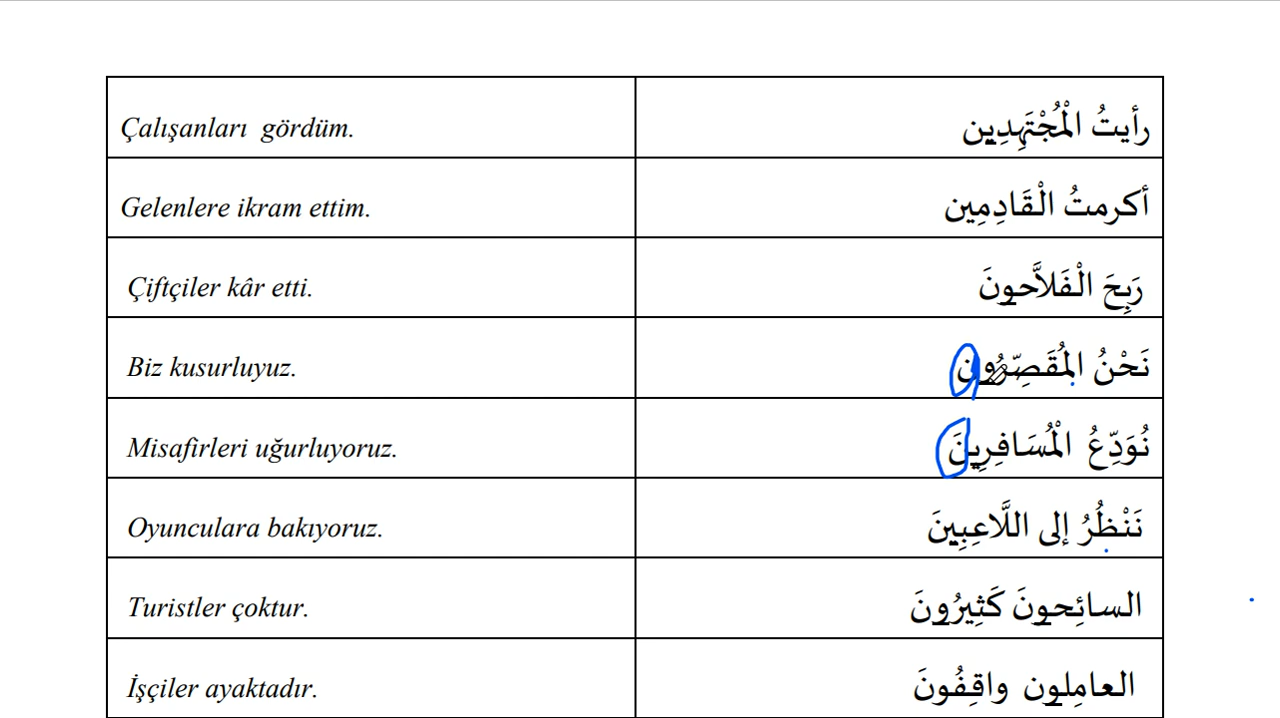 Çalışanları gördüm. رأيتُ الْمُجْتَهِدِين
Gelenlere ikram ettim. أكرمتُ الْقَادِمِين
Çiftçiler kâr etti. رَبِحَ الْفَلاَّحونَ
Biz kusurluyuz. نَحْنُ المُقَصِّرُون
Misafirleri uğurluyoruz. نُوَدِّعُ الْمُسَافِرِينَ
Oyunculara bakıyoruz. نَنْظُرُ إلى اللَّاعِبِينَ
Turistler çoktur. السائِحونَ كَثِيرُونَ
İşçiler ayaktadır. العامِلون واقِفُونَ